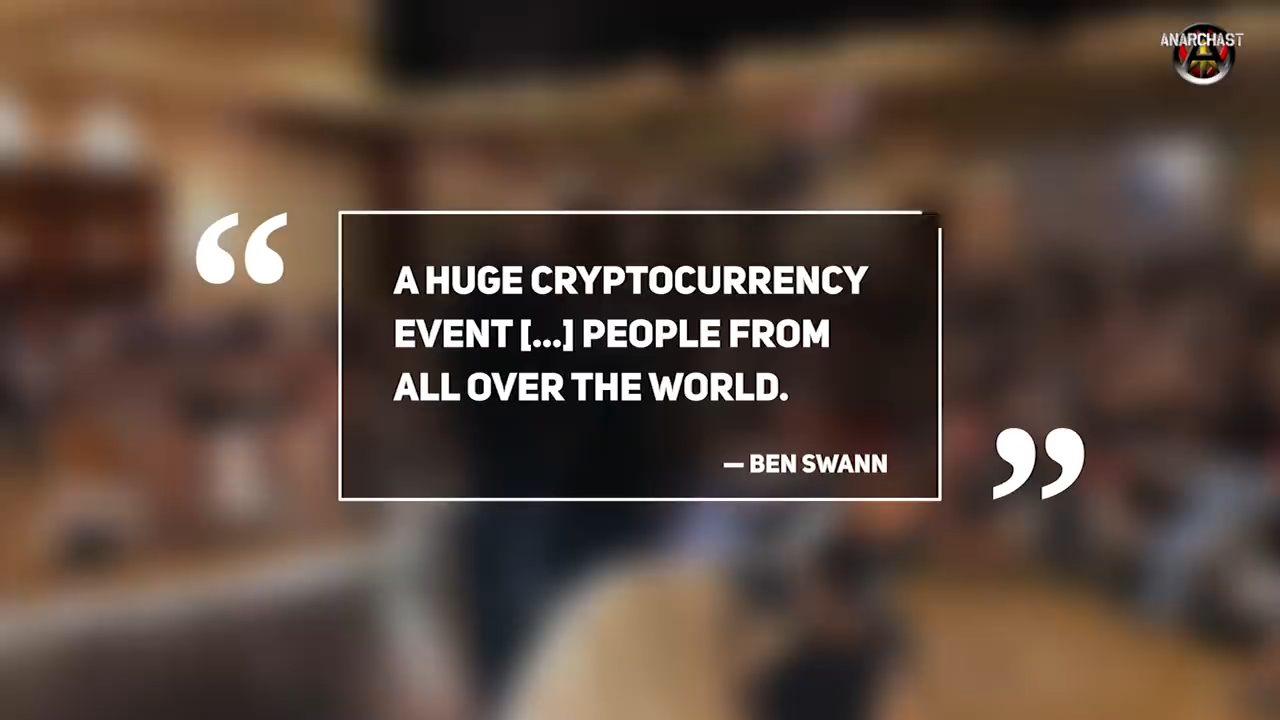 ANARCHAST
“
A HUGE CRYPTOCURRENCY
EVENT [...] PEOPLE FROM
ALL OVER THE WORLD.
— BEN SWANN
”